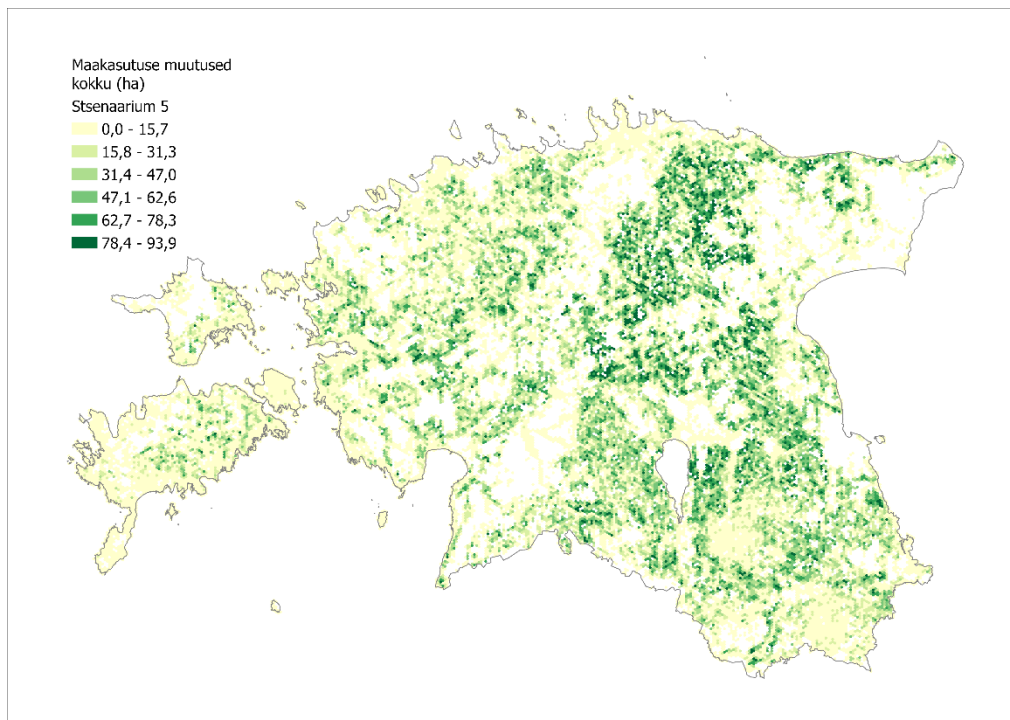 Maakasutuse muutused
kokku (ha)
Stsenaarium 5
0,0 - 15,7
15,8 - 31,3
31,4 - 47,0
47,1 - 62,6
62,7 - 78,3
78,4 - 93,9